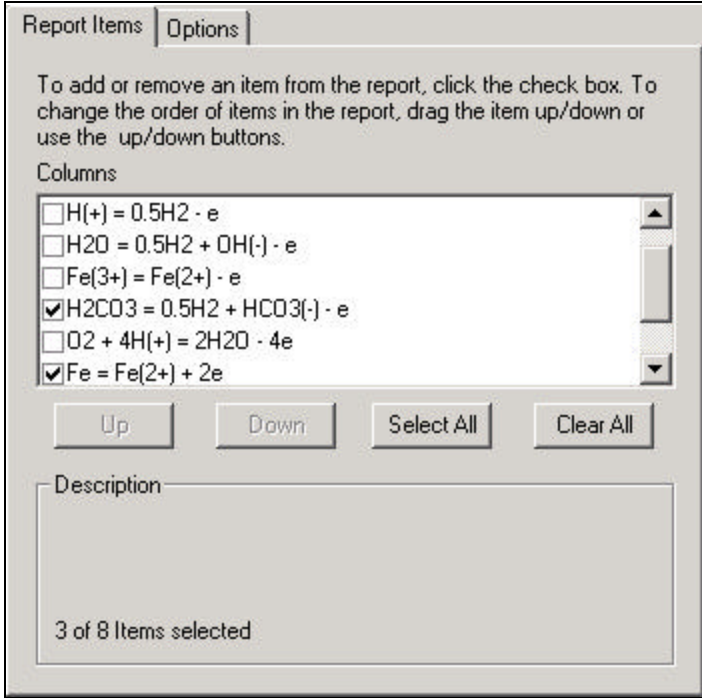 Report Items
Options
To add or remove an item from the report, click the check box. To
change the order of items in the report, drag the item up/down or
use the up/down buttons.
Columns
H(+) = 0.5H2 - e
H2O = 0.5H2 + OH(-) - e
Fe(3+) = Fe(2+) - e
H2CO3 = 0.5H2 + HCO3(-) - e
O2 + 4H(+) = 2H2O - 4e
Fe = Fe(2+) + 2e
Up
Down
Select All
Clear All
Description
3 of 8 Items selected